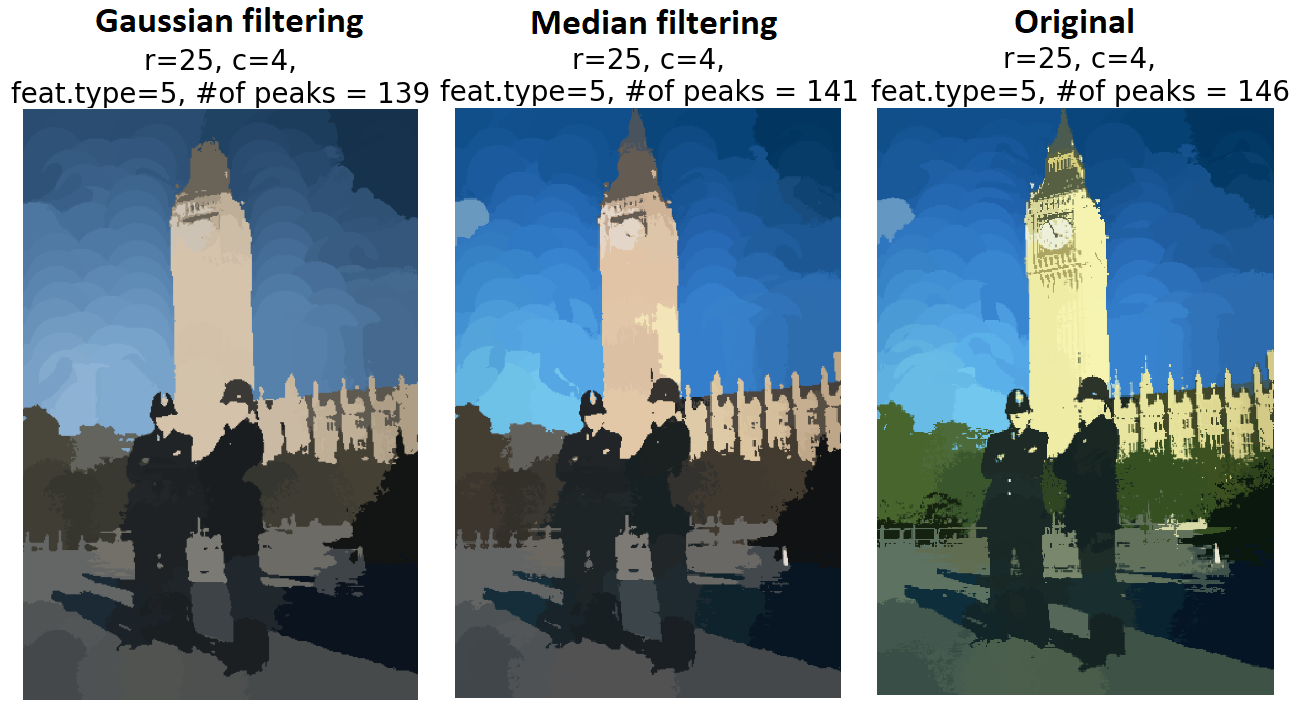 Gaussian filtering
r=25, c=4,
feat.type=5, #of peaks = 139
Median filtering
r=25, c=4,
feat.type=5, #of peaks = 141
Original
r=25, c=4,
feat.type=5, #of peaks = 146